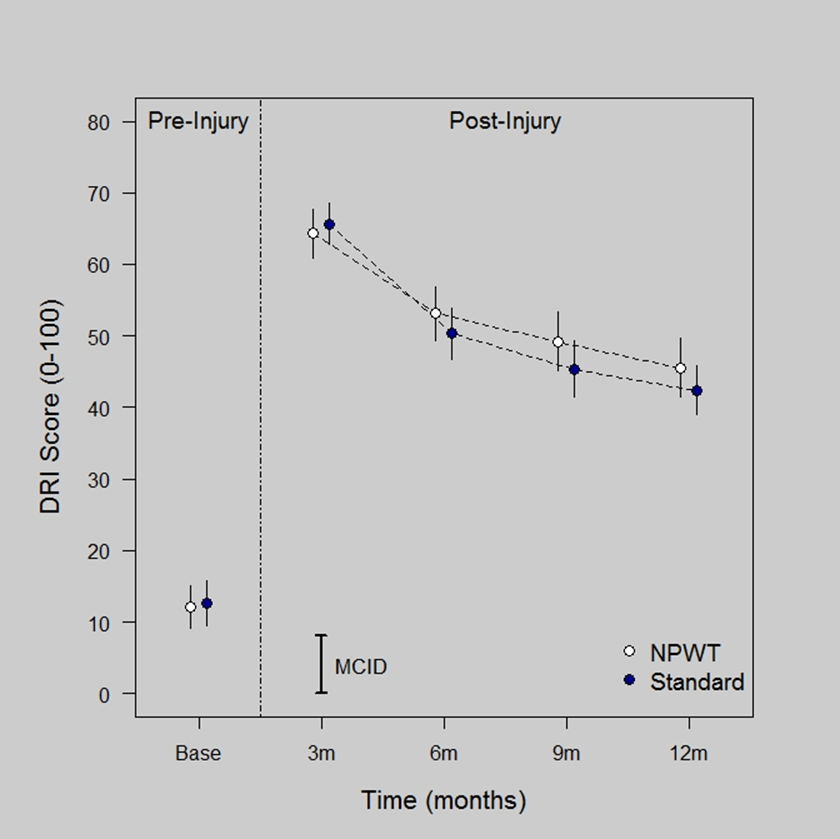 Pre-Injury
Post-Injury
80
70
60
50
40
30
20
10
0
DRI Score (0-100)
MCID
NPWT
Standard
Base
3m
6m
9m
12m
Time (months)